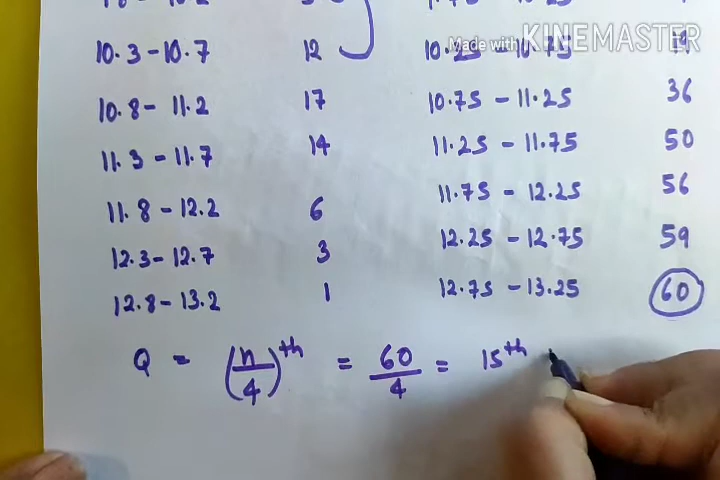 10.3 - 10.7 12 10.25 - 10.75 19
10.8 - 11.2 17 10.75 - 11.25 36
11.3 - 11.7 14 11.25 - 11.75 50
11.8 - 12.2 6 11.75 - 12.25 56
12.3 - 12.7 3 12.25 - 12.75 59
12.8 - 13.2 1 12.75 - 13.25 60
Q = (n/4)th = 60/4 = 15th
Made with KINEMASTER